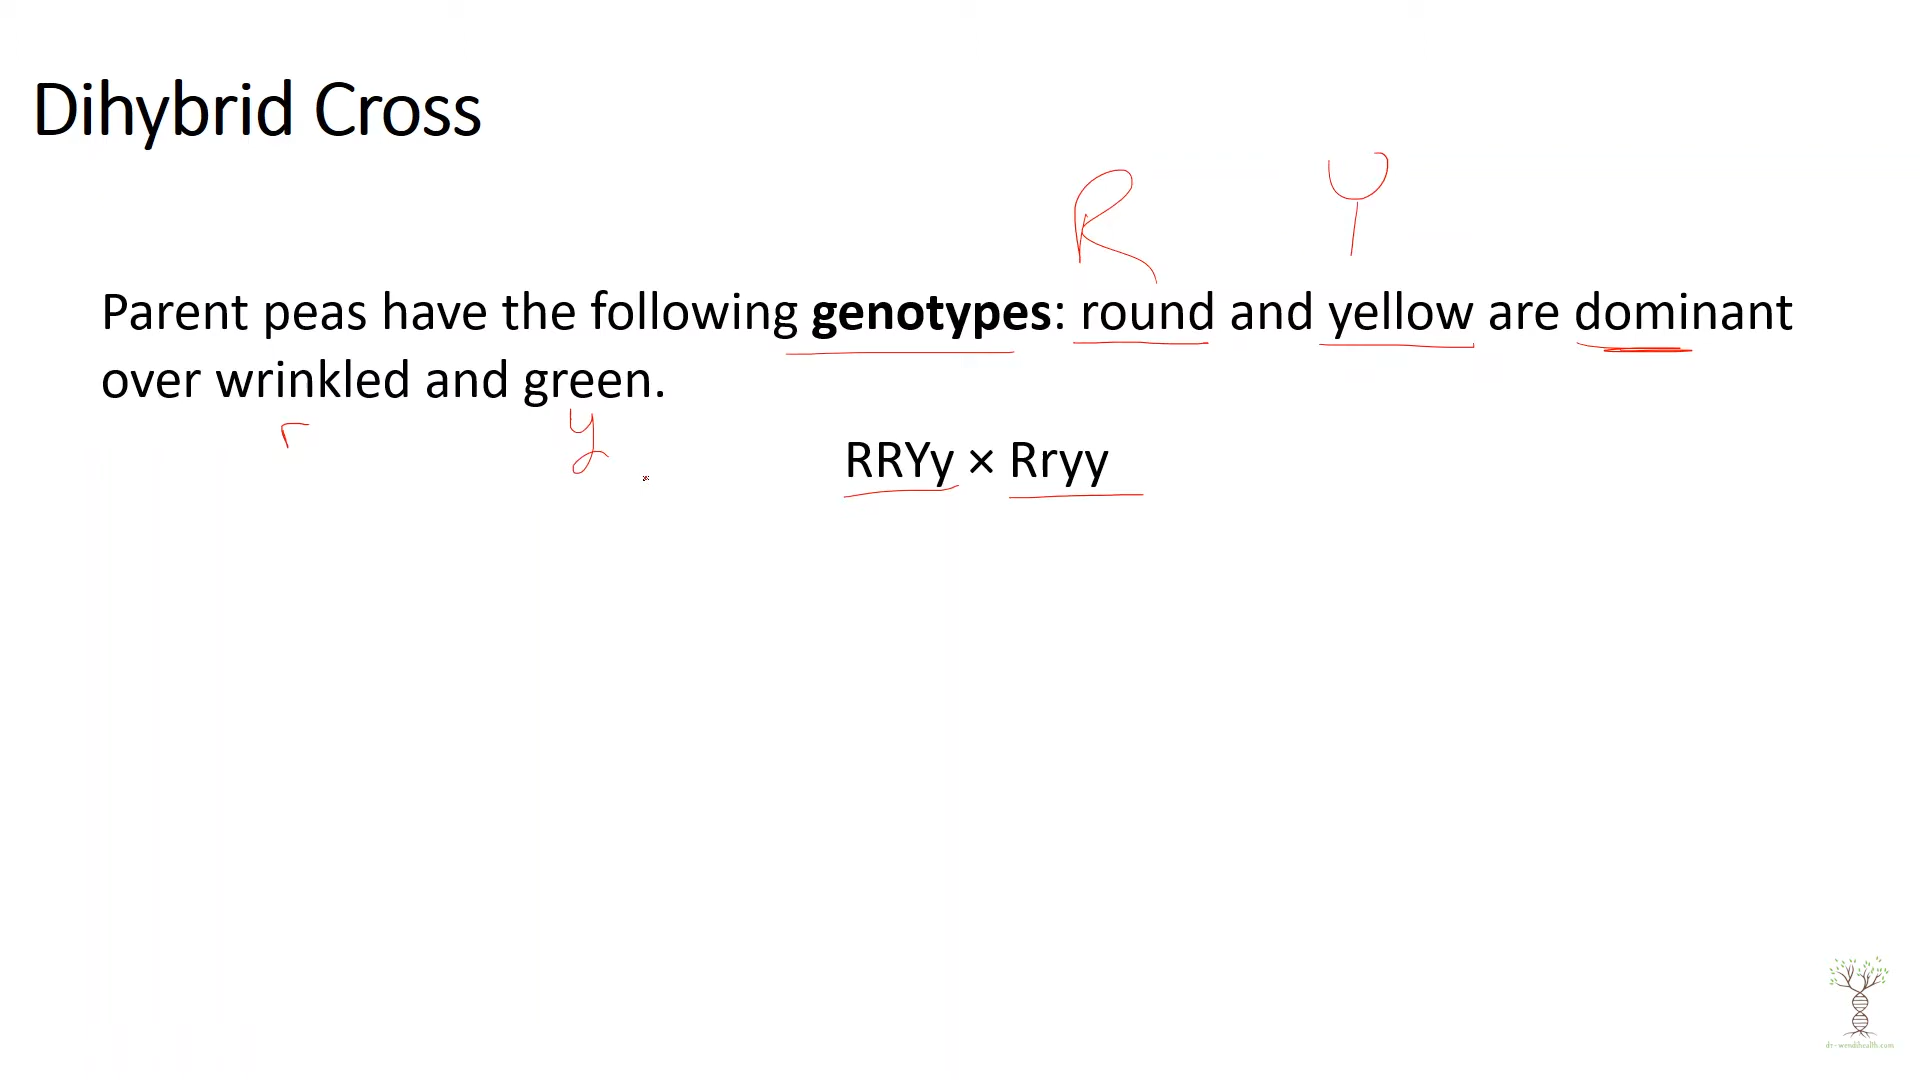 Dihybrid Cross
R Y
Parent peas have the following genotypes: round and yellow are dominant
over wrinkled and green.
r y
RRYy × Rryy